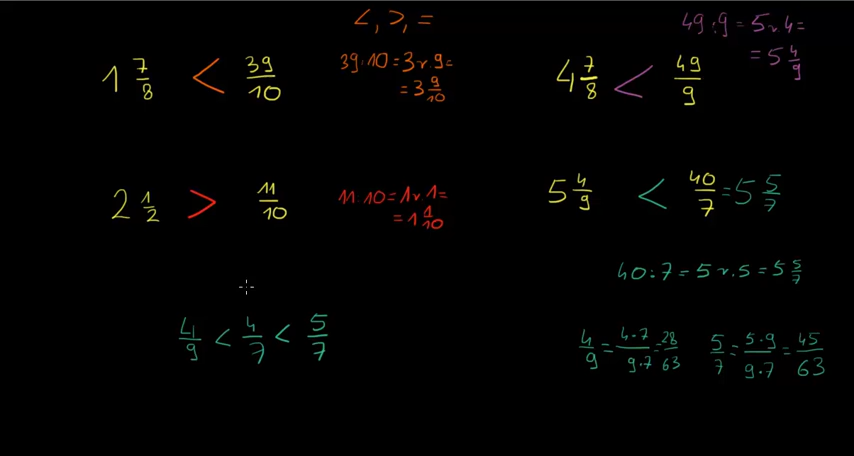 <, >, =
1 7/8 < 39/10
39:10 = 3 r. 9 =
= 3 9/10
4 7/8 < 49/9
49:9 = 5 r. 4 =
= 5 4/9
2 1/2 > 11/10
11:10 = 1 r. 1 =
= 1 1/10
5 4/9 < 40/7 = 5 5/7
40:7 = 5 r. 5 = 5 5/7
4/9 < 4/7 < 5/7
4/9 = 4·7/9·7 = 28/63
5/7 = 5·9/9·7 = 45/63